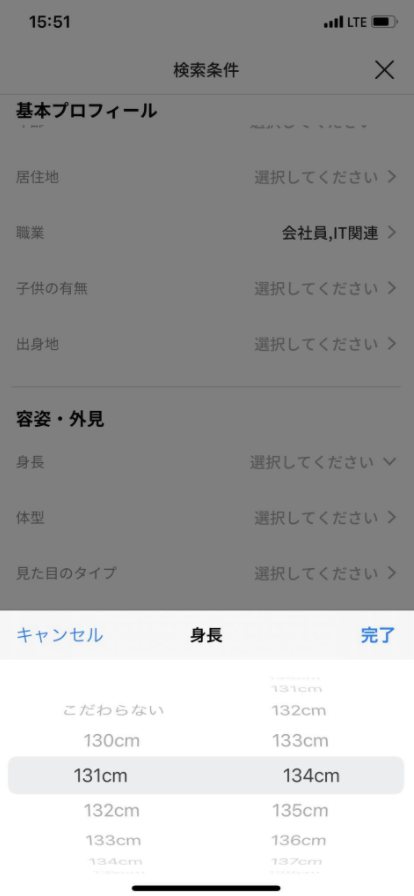 15:51
LTE
検索条件
基本プロフィール
居住地 選択してください
職業 会社員,IT関連
子供の有無 選択してください
出身地 選択してください
容姿・外見
身長 選択してください
体型 選択してください
見た目のタイプ 選択してください
キャンセル 身長 完了
131cm
こだわらない 132cm
130cm 133cm
131cm 134cm
132cm 135cm
133cm 136cm
134cm 137cm